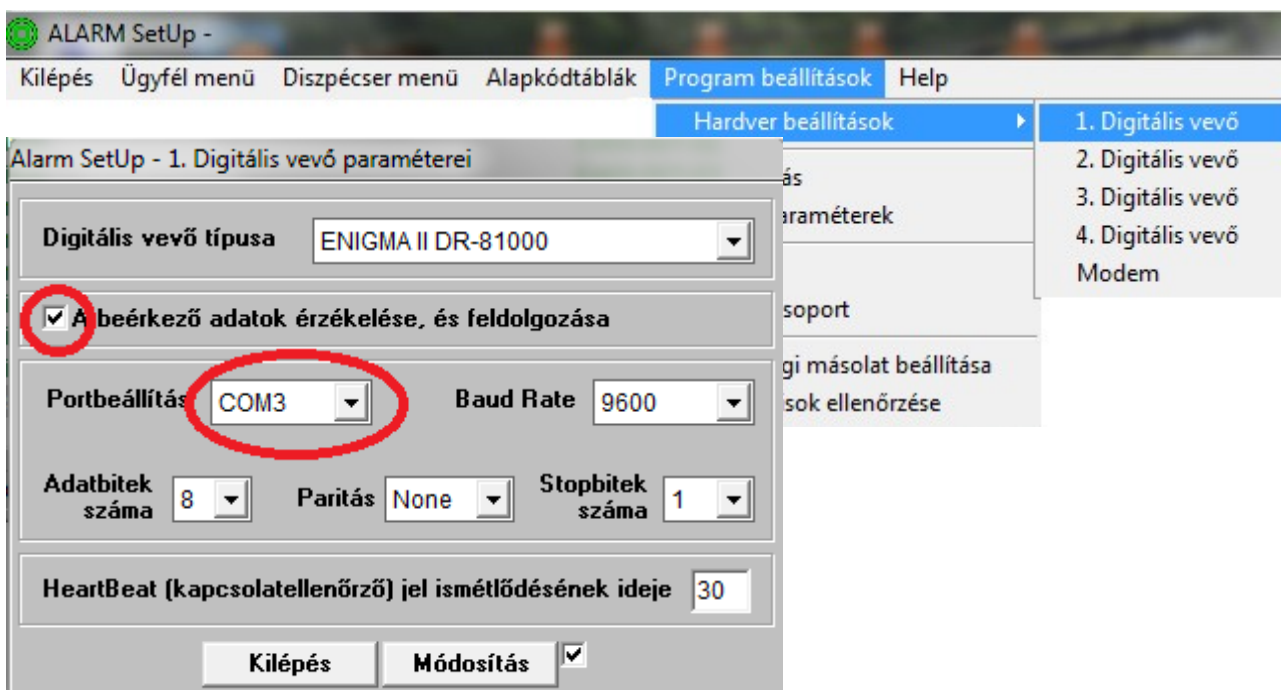 ALARM SetUp -
Kilépés Ügyfél menü Diszpécser menü Alapkódtáblák Program beállítások Help
Hardver beállítások
1. Digitális vevő
2. Digitális vevő
3. Digitális vevő
4. Digitális vevő
Modem
ás
araméterek
soport
gi másolat beállítása
sok ellenőrzése
Alarm SetUp - 1. Digitális vevő paraméterei
Digitális vevő típusa ENIGMA II DR-81000
A beérkező adatok érzékelése, és feldolgozása
Portbeállítás COM3 Baud Rate 9600
Adatbitek száma 8 Paritás None Stopbitek száma 1
HeartBeat (kapcsolatellenőrző) jel ismétlődésének ideje 30
Kilépés Módosítás